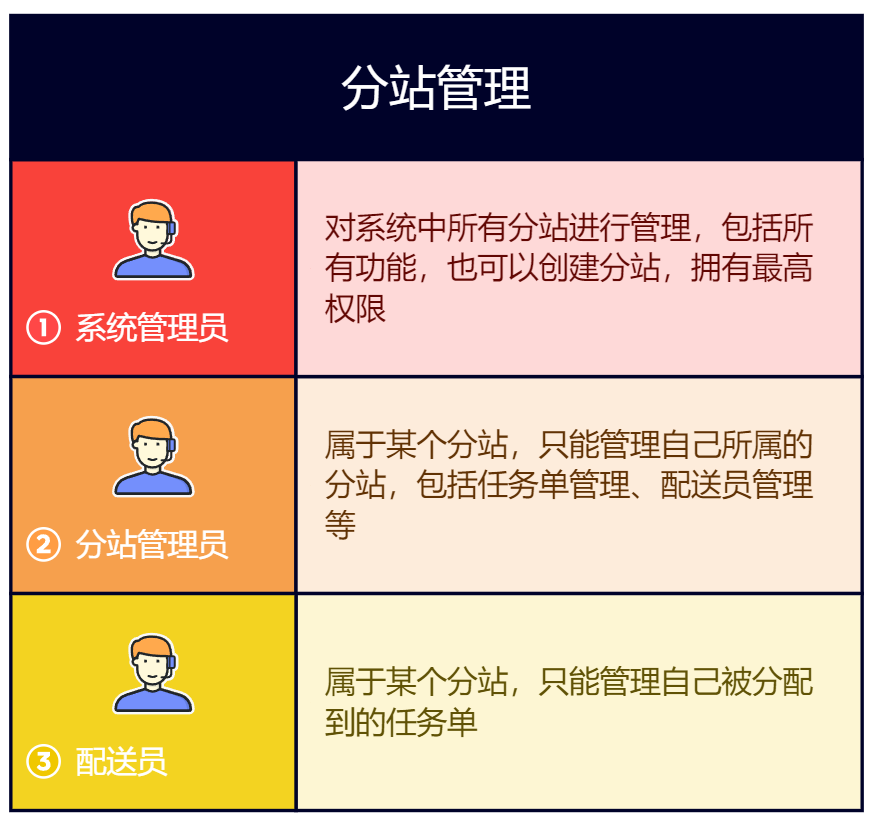 分站管理
① 系统管理员
对系统中所有分站进行管理，包括所
有功能，也可以创建分站，拥有最高
权限
② 分站管理员
属于某个分站，只能管理自己所属的
分站，包括任务单管理、配送员管理
等
③ 配送员
属于某个分站，只能管理自己被分配
到的任务单